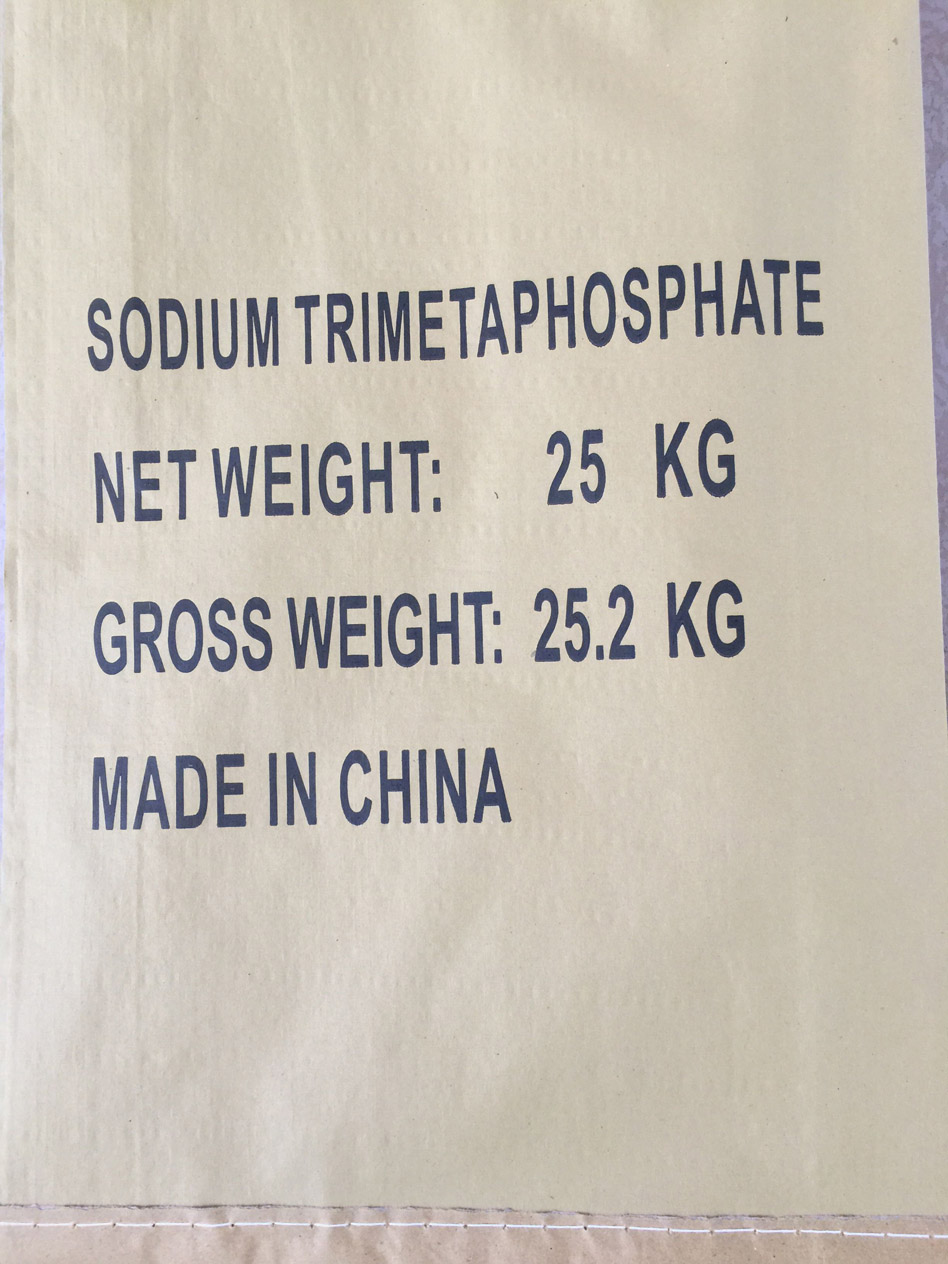 SODIUM TRIMETAPHOSPHATE
NET WEIGHT: 25 KG
GROSS WEIGHT: 25.2 KG
MADE IN CHINA